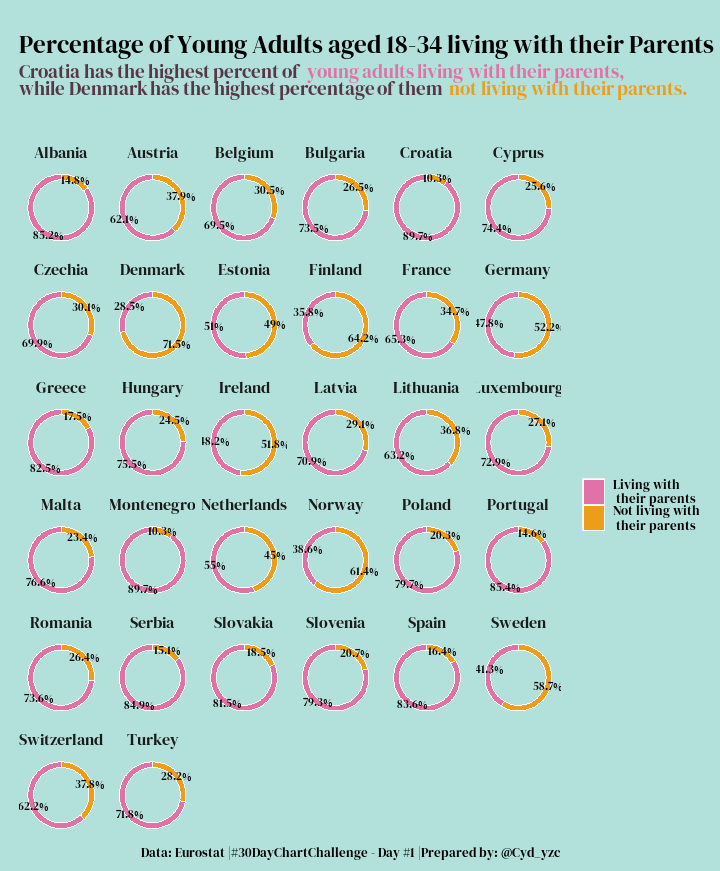 Percentage of Young Adults aged 18-34 living with their Parents
Croatia has the highest percent of young adults living with their parents,
while Denmark has the highest percentage of them not living with their parents.
Albania Austria Belgium Bulgaria Croatia Cyprus
14.8% 37.9% 30.5% 26.5% 10.3% 25.6%
85.2% 62.1% 69.5% 73.5% 89.7% 74.4%
Czechia Denmark Estonia Finland France Germany
30.1% 28.5% 51% 49% 35.8% 34.7% 47.8% 52.2%
69.9% 71.5% 64.2% 65.3%
Greece Hungary Ireland Latvia Lithuania uxembourg
17.5% 24.5% 48.2% 51.8% 29.1% 36.8% 27.1%
82.5% 75.5% 70.9% 63.2% 72.9%
Living with
their parents
Not living with
their parents
Malta Montenegro Netherlands Norway Poland Portugal
23.4% 10.3% 55% 45% 38.6% 20.3% 14.6%
76.6% 89.7% 61.4% 79.7% 85.4%
Romania Serbia Slovakia Slovenia Spain Sweden
26.4% 15.1% 18.5% 20.7% 16.4% 41.3%
73.6% 84.9% 81.5% 79.3% 83.6% 58.7%
Switzerland Turkey
37.8% 28.2%
62.2% 71.8%
Data: Eurostat |#30DayChartChallenge - Day #1 |Prepared by: @Cyd_yzc